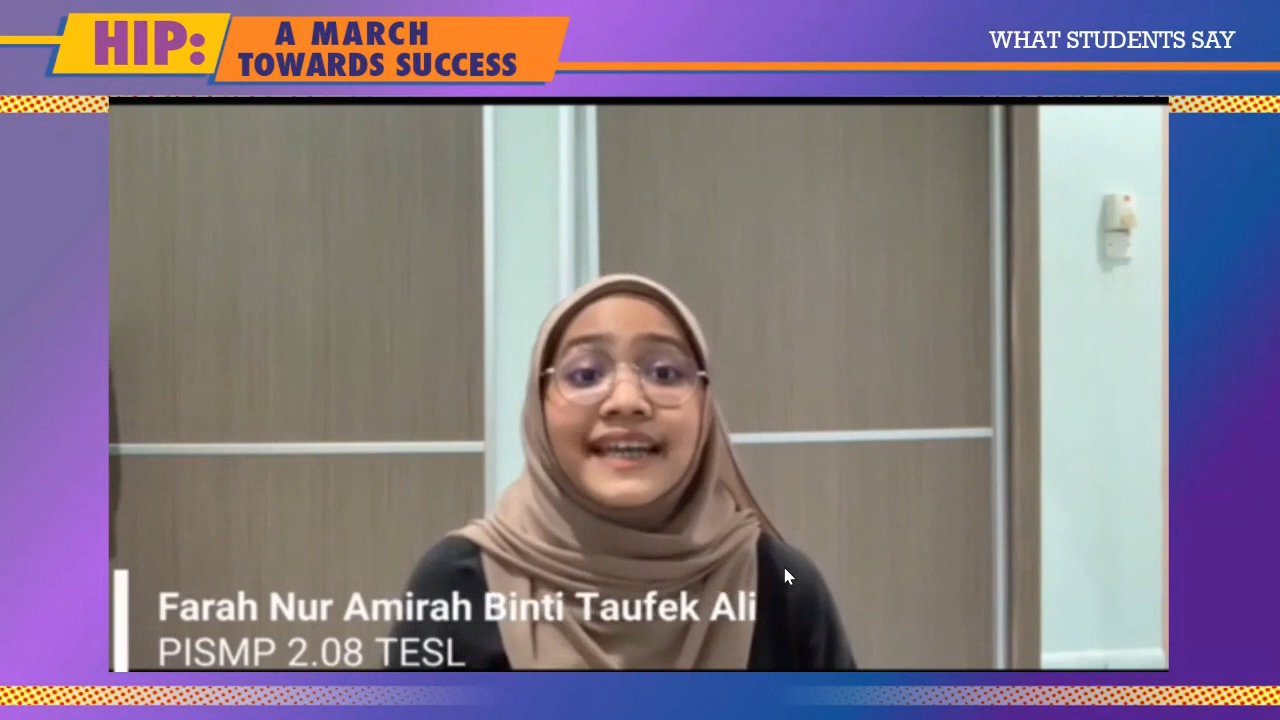 HIP:
A MARCH
TOWARDS SUCCESS
WHAT STUDENTS SAY
Farah Nur Amirah Binti Taufek Ali
PISMP 2.08 TESL